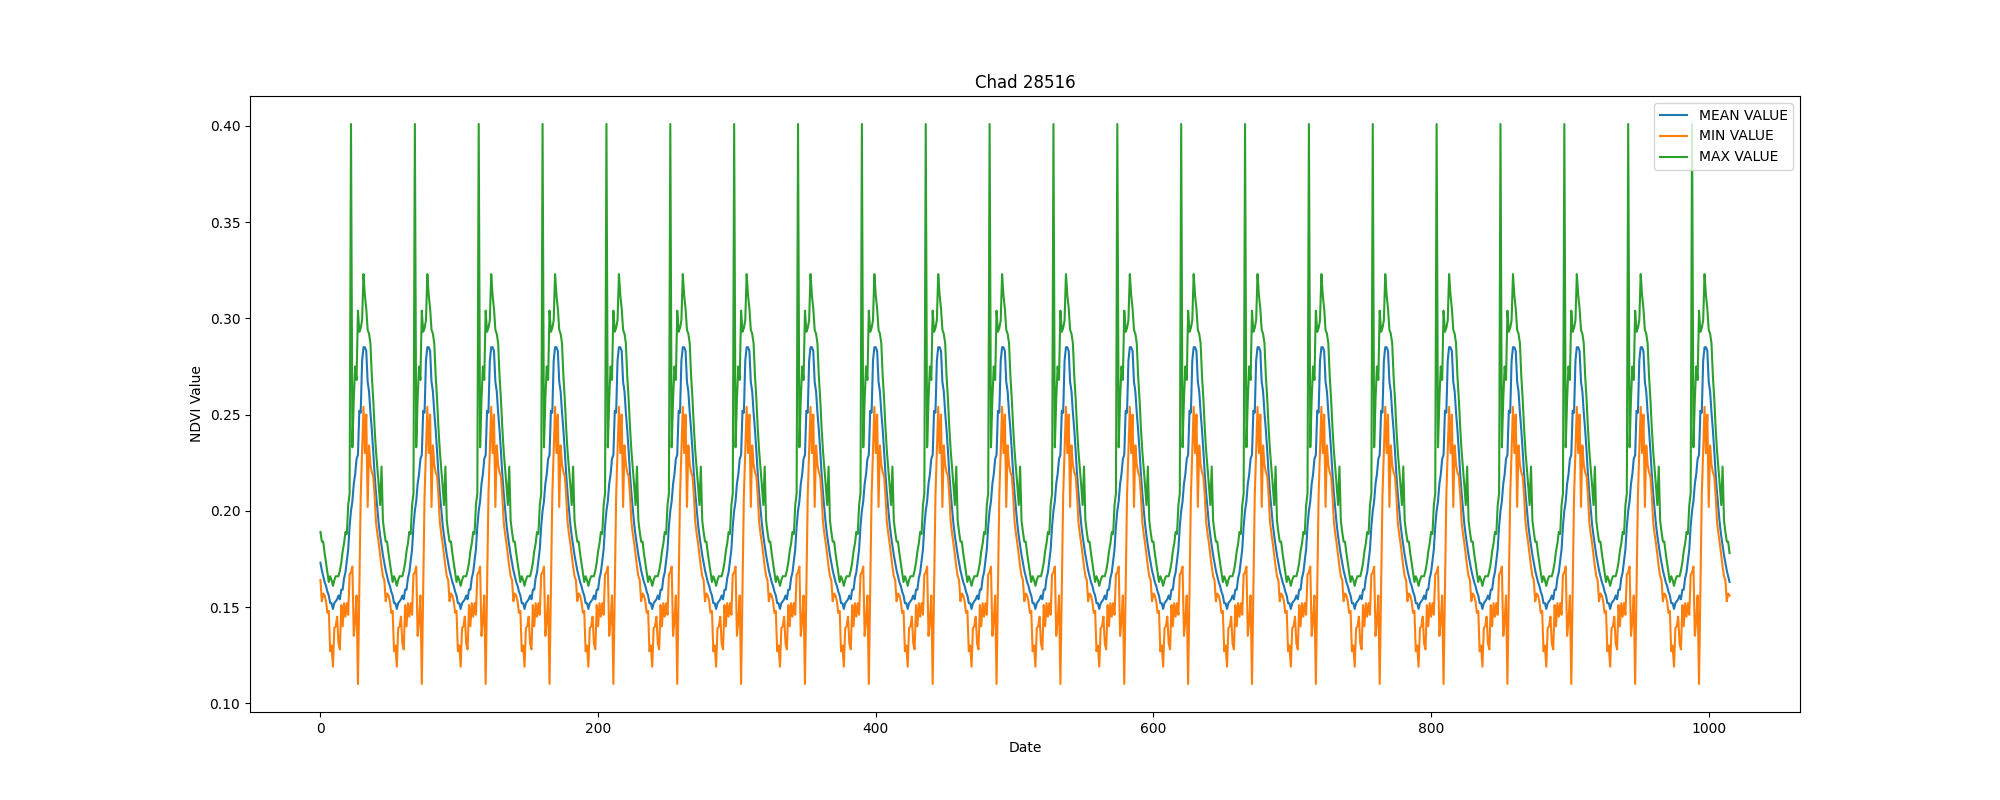 Chad 28516
MEAN VALUE
MIN VALUE
MAX VALUE
0.40
0.35
0.30
0.25
0.20
0.15
0.10
NDVI Value
0 200 400 600 800 1000
Date